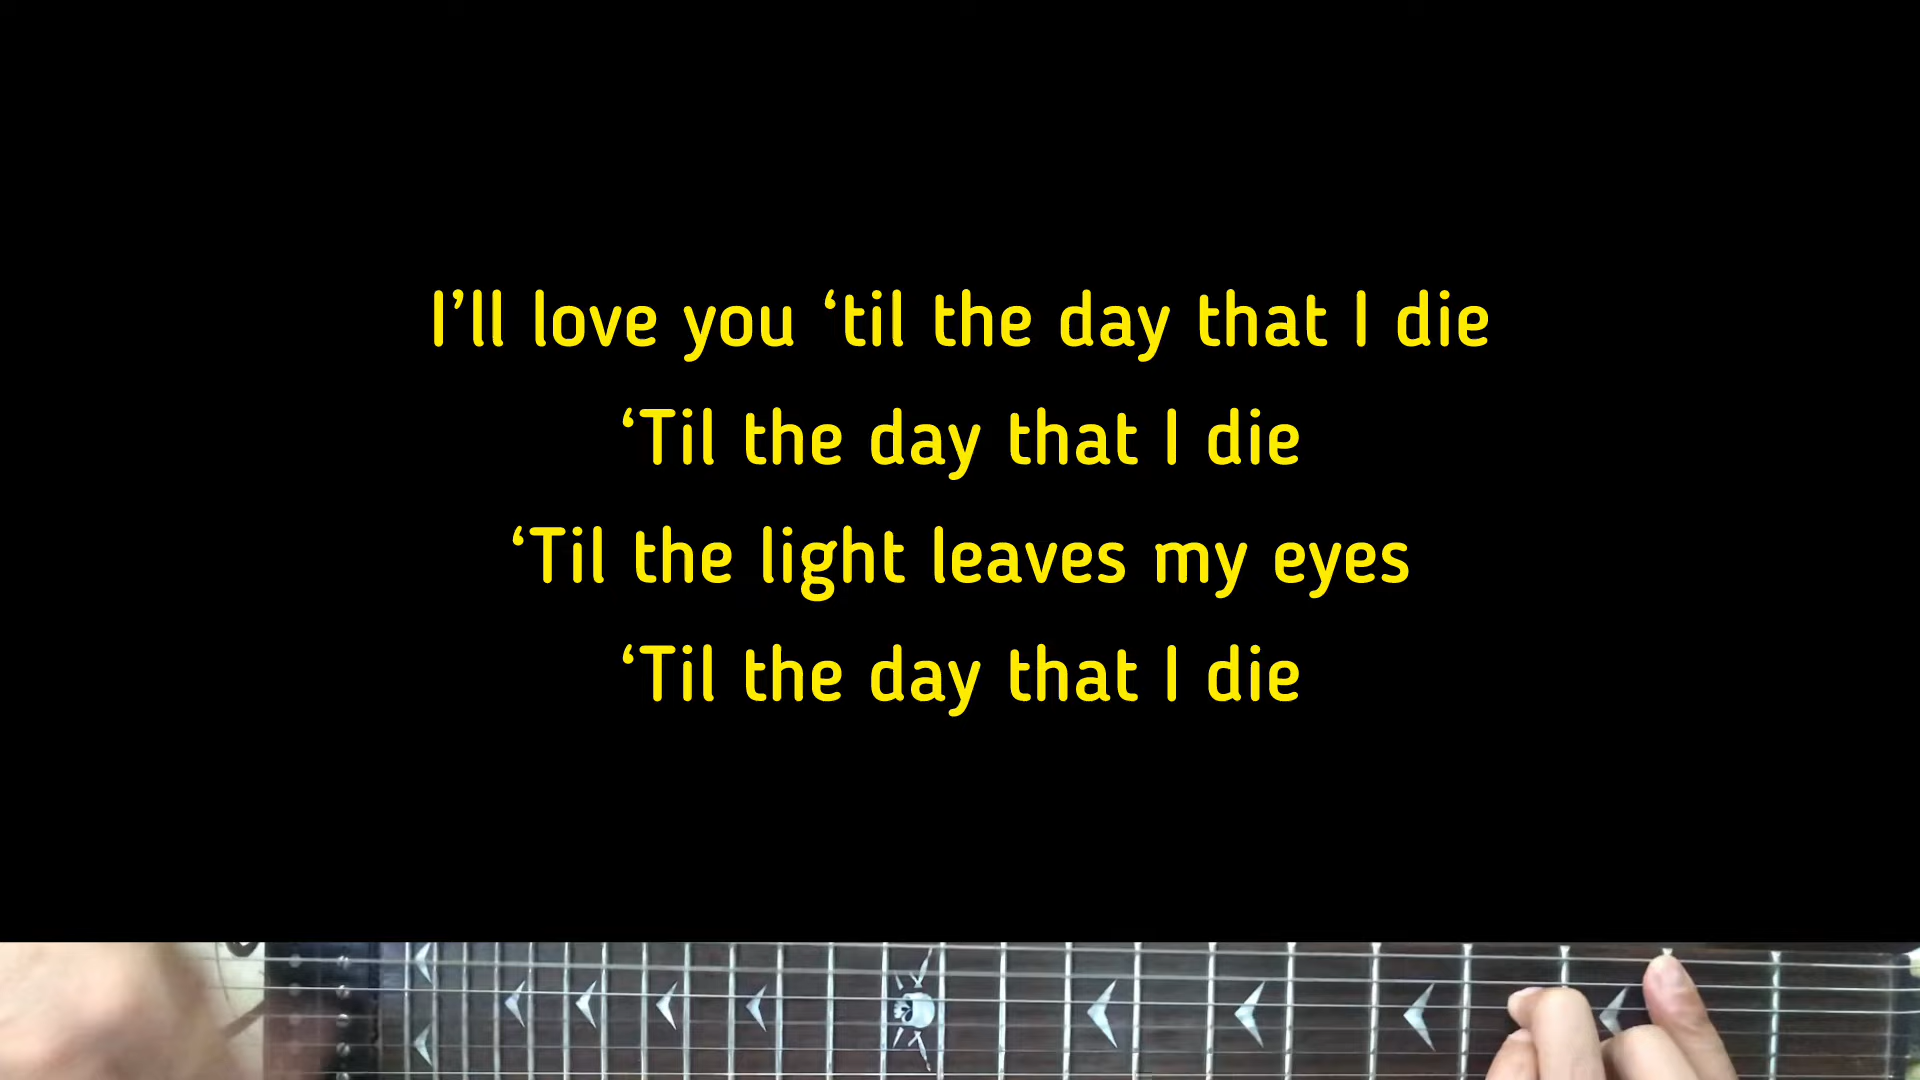 I’ll love you ‘til the day that I die
‘Til the day that I die
‘Til the light leaves my eyes
‘Til the day that I die